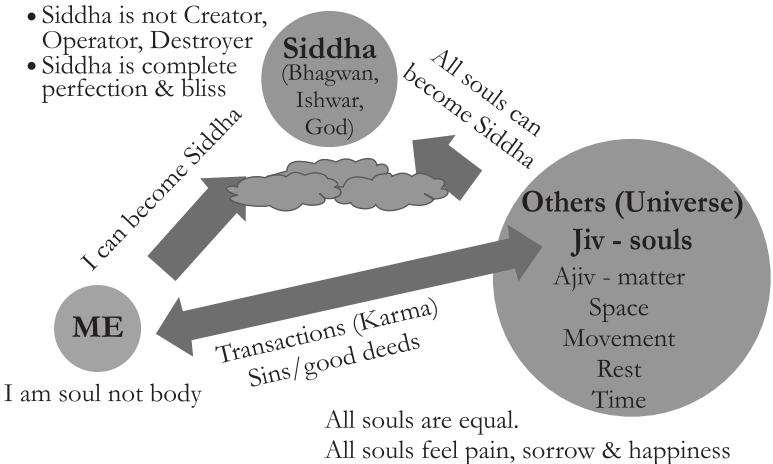 • Siddha is not Creator,
Operator, Destroyer
• Siddha is complete
perfection & bliss
Siddha
(Bhagwan,
Ishwar,
God)
All souls can
become Siddha
I can become Siddha
Others (Universe)
Jiv - souls
Ajiv - matter
Space
Movement
Rest
Time
ME
I am soul not body
Transactions (Karma)
Sins/good deeds
All souls are equal.
All souls feel pain, sorrow & happiness